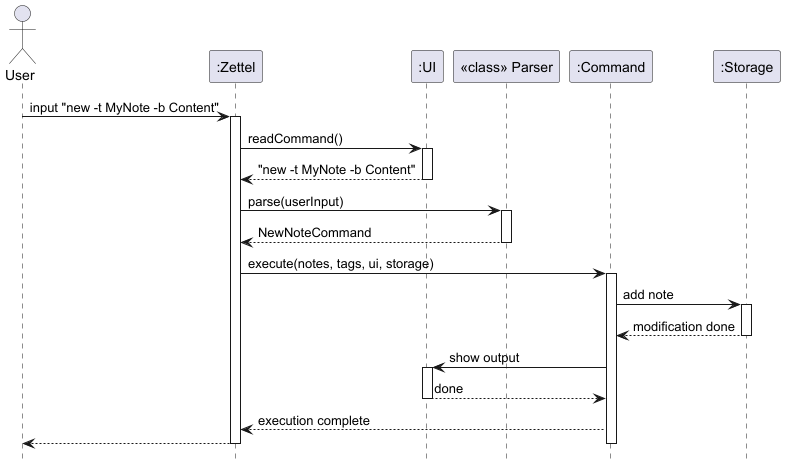 User
:Zettel
:UI
«class» Parser
:Command
:Storage
input "new -t MyNote -b Content"
readCommand()
"new -t MyNote -b Content"
parse(userInput)
NewNoteCommand
execute(notes, tags, ui, storage)
add note
modification done
show output
done
execution complete